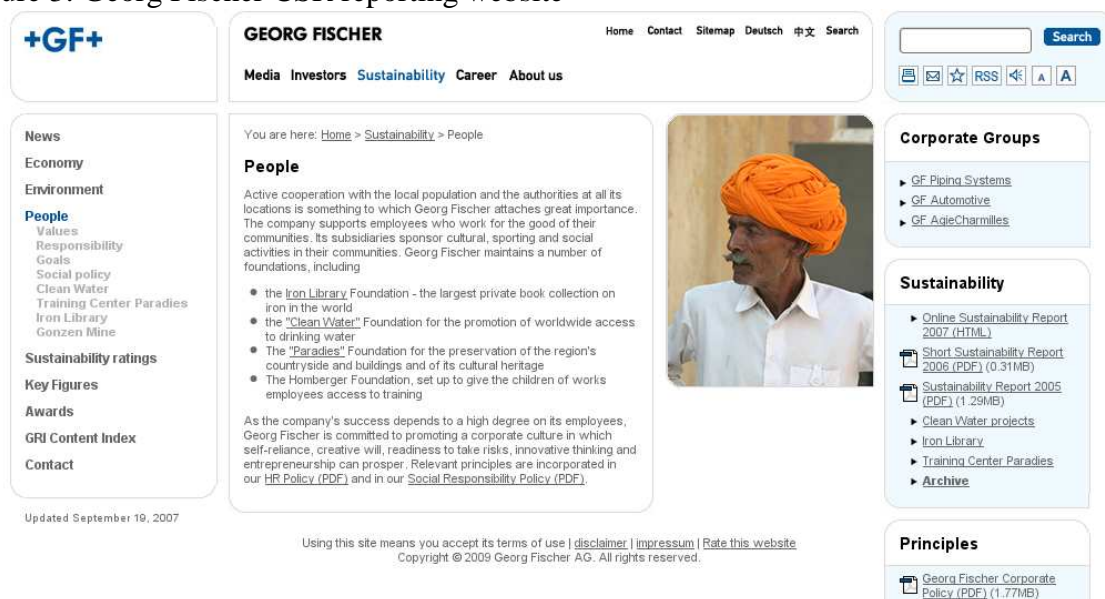 Georg Fischer CSR reporting website
+GF+
GEORG FISCHER
Home Contact Sitemap Deutsch 中文 Search
Media Investors Sustainability Career About us
Search
RSS A A
News
Economy
Environment
People
Values
Responsibility
Goals
Social policy
Clean Water
Training Center Paradies
Iron Library
Gonzen Mine
Sustainability ratings
Key Figures
Awards
GRI Content Index
Contact
Updated September 19, 2007
You are here: Home > Sustainability > People
People
Active cooperation with the local population and the authorities at all its
locations is something to which Georg Fischer attaches great importance.
The company supports employees who work for the good of their
communities. Its subsidiaries sponsor cultural, sporting and social
activities in their communities. Georg Fischer maintains a number of
foundations, including
the Iron Library Foundation - the largest private book collection on
iron in the world
the "Clean Water" Foundation for the promotion of worldwide access
to drinking water
The "Paradies" Foundation for the preservation of the region's
countryside and buildings and of its cultural heritage
The Homberger Foundation, set up to give the children of works
employees access to training
As the company's success depends to a high degree on its employees,
Georg Fischer is committed to promoting a corporate culture in which
self-reliance, creative will, readiness to take risks, innovative thinking and
entrepreneurship can prosper. Relevant principles are incorporated in
our HR Policy (PDF) and in our Social Responsibility Policy (PDF).
Corporate Groups
GF Piping Systems
GF Automotive
GF AgieCharmilles
Sustainability
Online Sustainability Report
2007 (HTML)
Short Sustainability Report
2006 (PDF) (0.31MB)
Sustainability Report 2005
(PDF) (1.29MB)
Clean Water projects
Iron Library
Training Center Paradies
Archive
Principles
Georg Fischer Corporate
Policy (PDF) (1.77MB)
Using this site means you accept its terms of use | disclaimer | impressum | Rate this website
Copyright © 2009 Georg Fischer AG. All rights reserved.